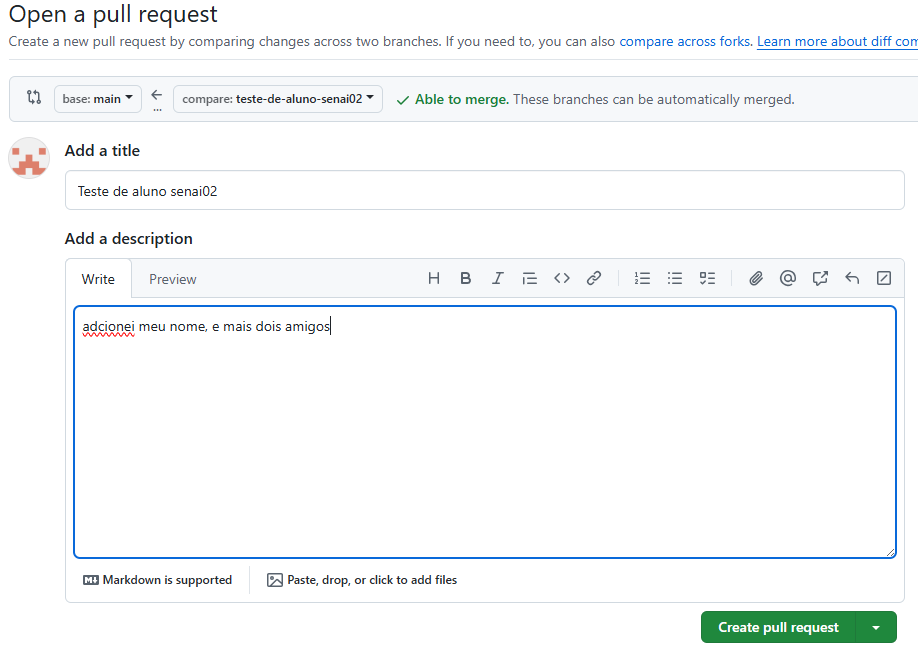 Open a pull request
Create a new pull request by comparing changes across two branches. If you need to, you can also compare across forks. Learn more about diff
base: main compare: teste-de-aluno-senai02 Able to merge. These branches can be automatically merged.
Add a title
Teste de aluno senai02
Add a description
Write Preview
adcionei meu nome, e mais dois amigos
Markdown is supported Paste, drop, or click to add files
Create pull request